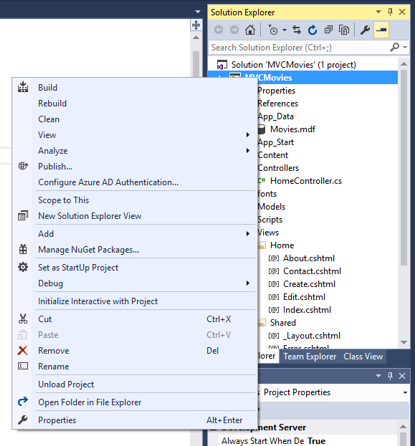 Solution Explorer
Search Solution Explorer (Ctrl+;)
Solution 'MVCMovies' (1 project)
MVCMovies
Properties
References
App_Data
Movies.mdf
App_Start
Content
Controllers
C# HomeController.cs
fonts
Models
Scripts
Views
Home
About.cshtml
Contact.cshtml
Create.cshtml
Edit.cshtml
Index.cshtml
Shared
_Layout.cshtml
Error.cshtml
Team Explorer Class View
Project Properties
Development Server
Always Start When De True
Build
Rebuild
Clean
View
Analyze
Publish...
Configure Azure AD Authentication...
Scope to This
New Solution Explorer View
Add
Manage NuGet Packages...
Set as StartUp Project
Debug
Initialize Interactive with Project
Cut Ctrl+X
Paste Ctrl+V
Remove Del
Rename
Unload Project
Open Folder in File Explorer
Properties Alt+Enter